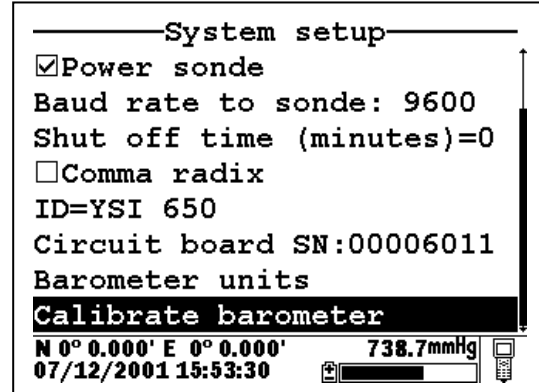 System setup
Power sonde
Baud rate to sonde: 9600
Shut off time (minutes)=0
Comma radix
ID=YSI 650
Circuit board SN:00006011
Barometer units
Calibrate barometer
N 0° 0.000' E 0° 0.000' 738.7mmHg
07/12/2001 15:53:30